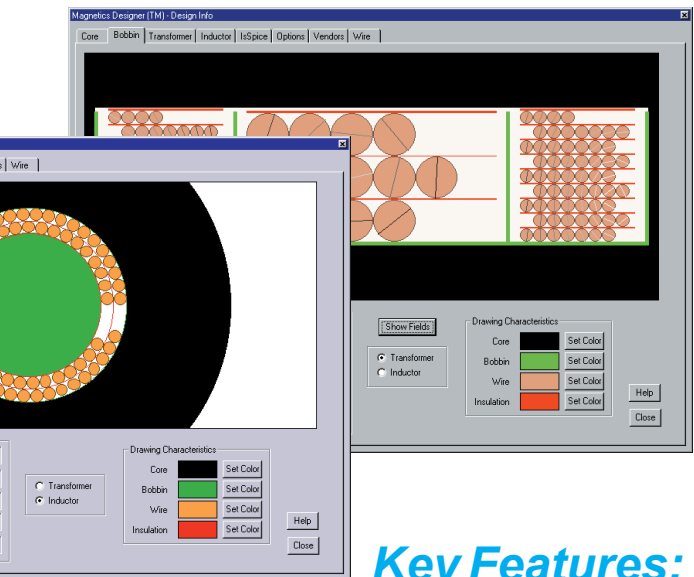 Magnetics Designer (TM) - Design Info
Core Bobbin Transformer Inductor IsSpice Options Vendors Wire
Wire
Show Fields
Transformer
Inductor
Drawing Characteristics
Core Set Color
Bobbin Set Color
Wire Set Color
Insulation Set Color
Help
Close
Transformer
Inductor
Drawing Characteristics
Core Set Color
Bobbin Set Color
Wire Set Color
Insulation Set Color
Help
Close
Key Features: